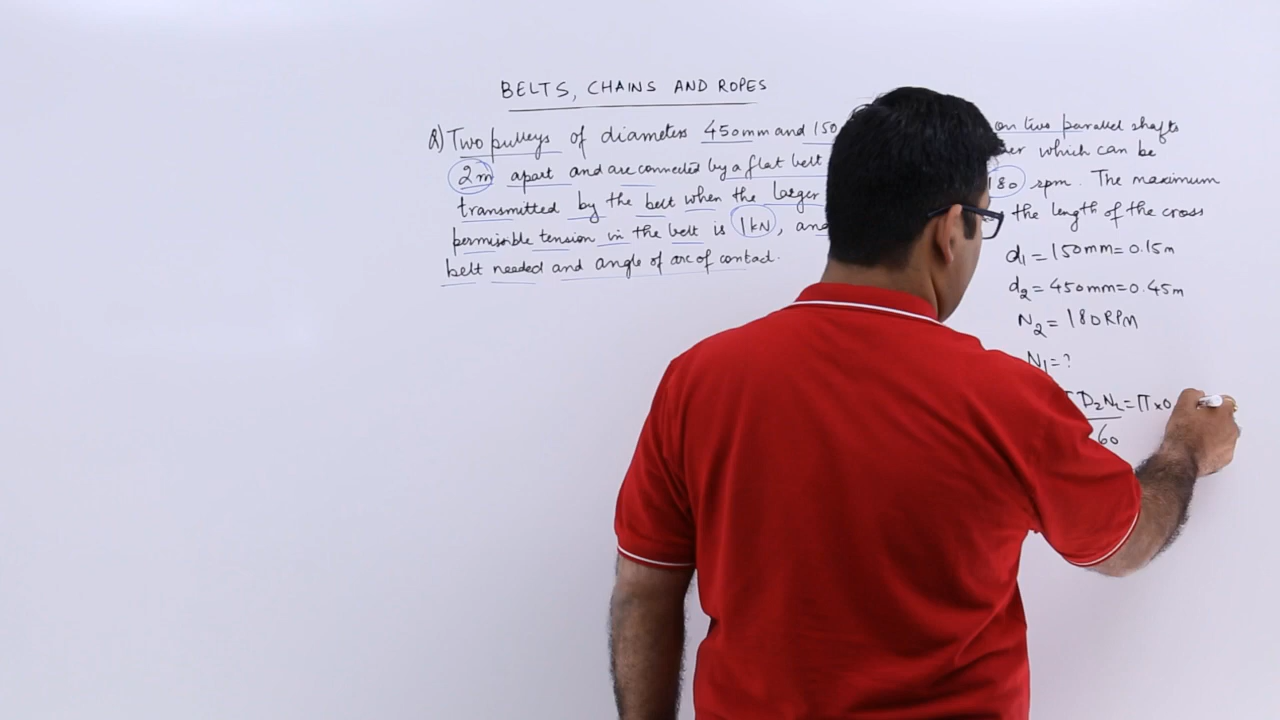 BELTS, CHAINS AND ROPES
Q) Two pulleys of diameters 450mm and 150 on two parallel shafts
2m apart and are connected by a flat belt which can be
transmitted by the belt when the larger 180 rpm. The maximum
permissible tension in the belt is 1kN, and the length of the cross
belt needed and angle of arc of contact.
d1 = 150mm = 0.15m
d2 = 450mm = 0.45m
N2 = 180RPM
N1 = ?
D2N2 = π x 0
60